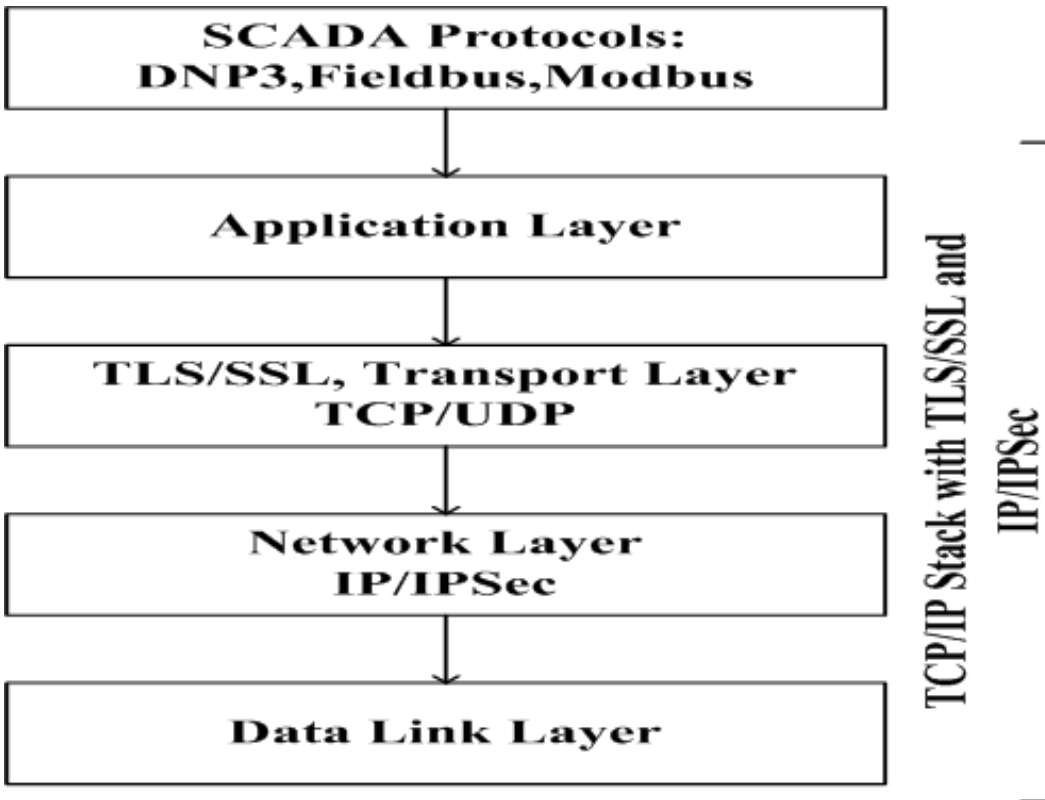 SCADA Protocols:
DNP3,Fieldbus,Modbus
Application Layer
TLS/SSL, Transport Layer
TCP/UDP
Network Layer
IP/IPSec
Data Link Layer
TCP/IP Stack with TLS/SSL and
IP/IPSec